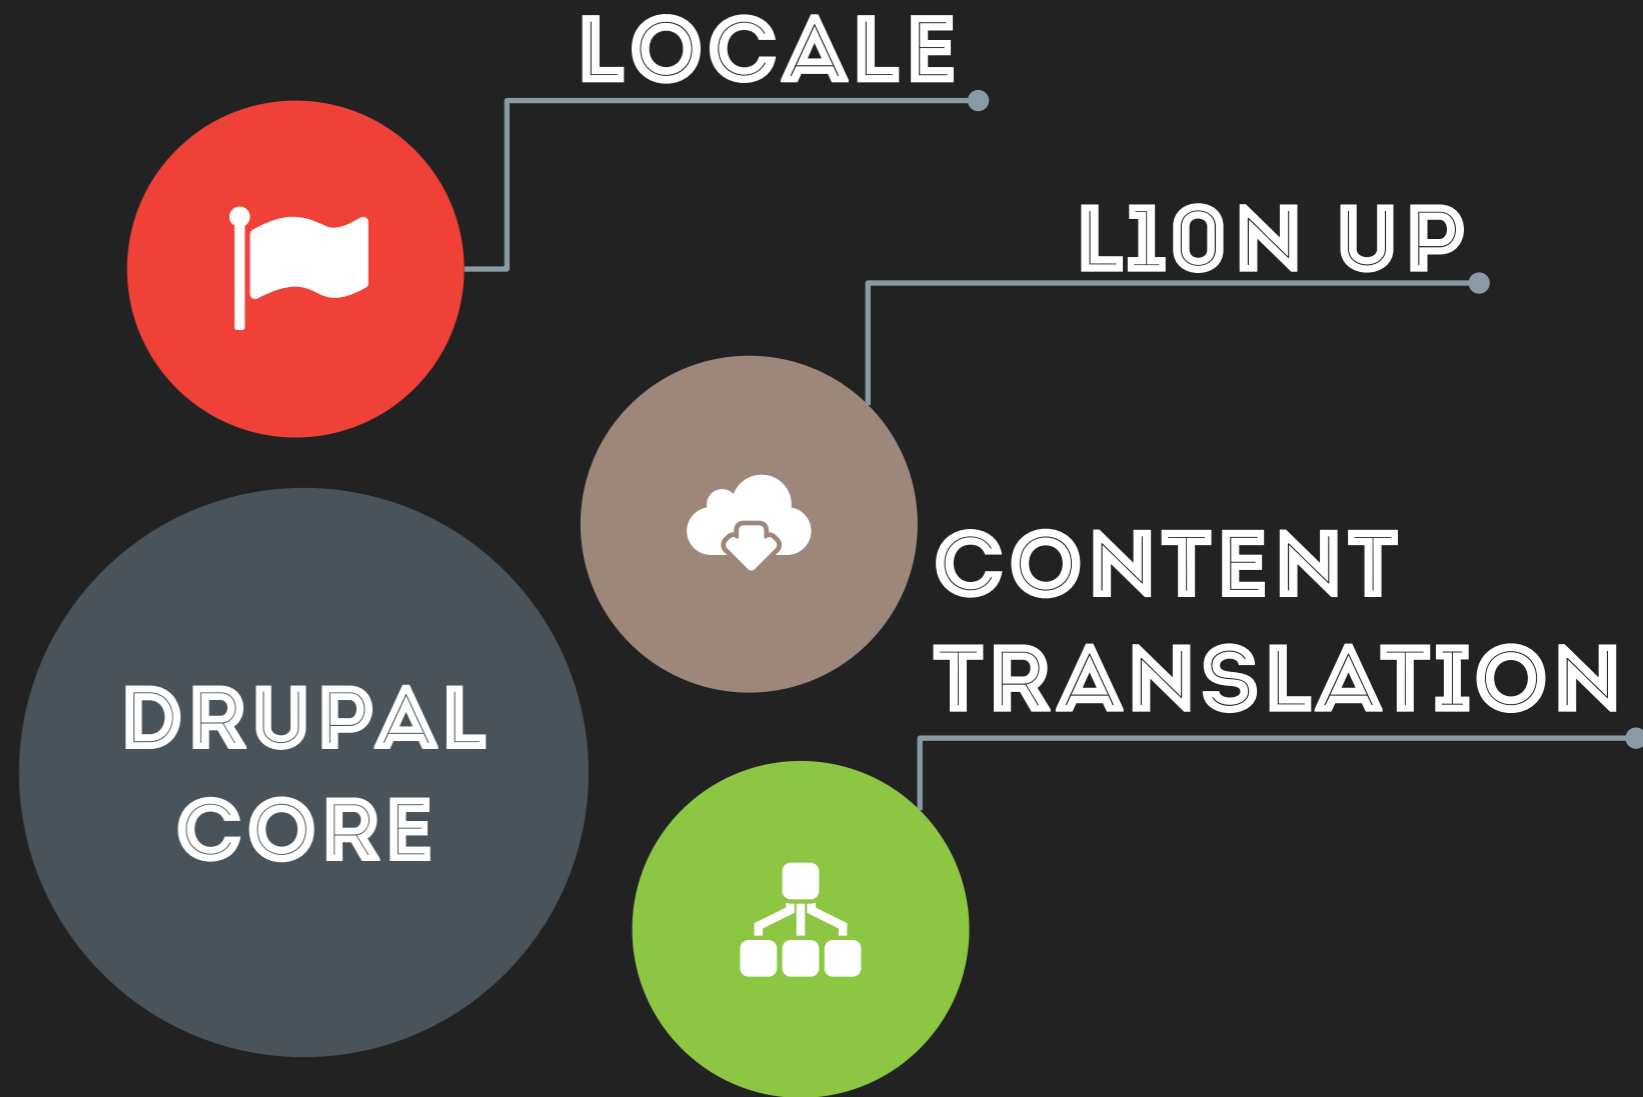 LOCALE
L10N UP
CONTENT
TRANSLATION
DRUPAL
CORE